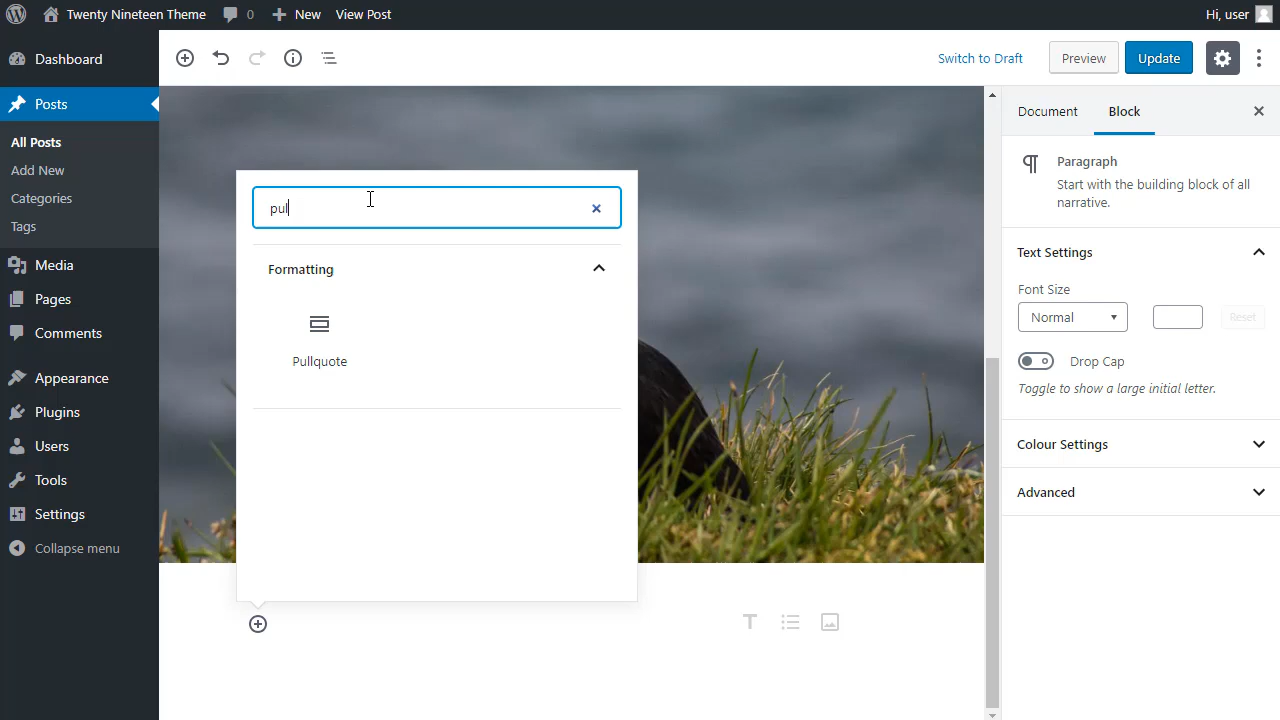 Twenty Nineteen Theme 0 New View Post Hi, user
Dashboard
Posts
All Posts
Add New
Categories
Tags
Media
Pages
Comments
Appearance
Plugins
Users
Tools
Settings
Collapse menu
Switch to Draft Preview Update
pul
Formatting
Pullquote
Document Block
Paragraph
Start with the building block of all
narrative.
Text Settings
Font Size
Normal Reset
Drop Cap
Toggle to show a large initial letter.
Colour Settings
Advanced